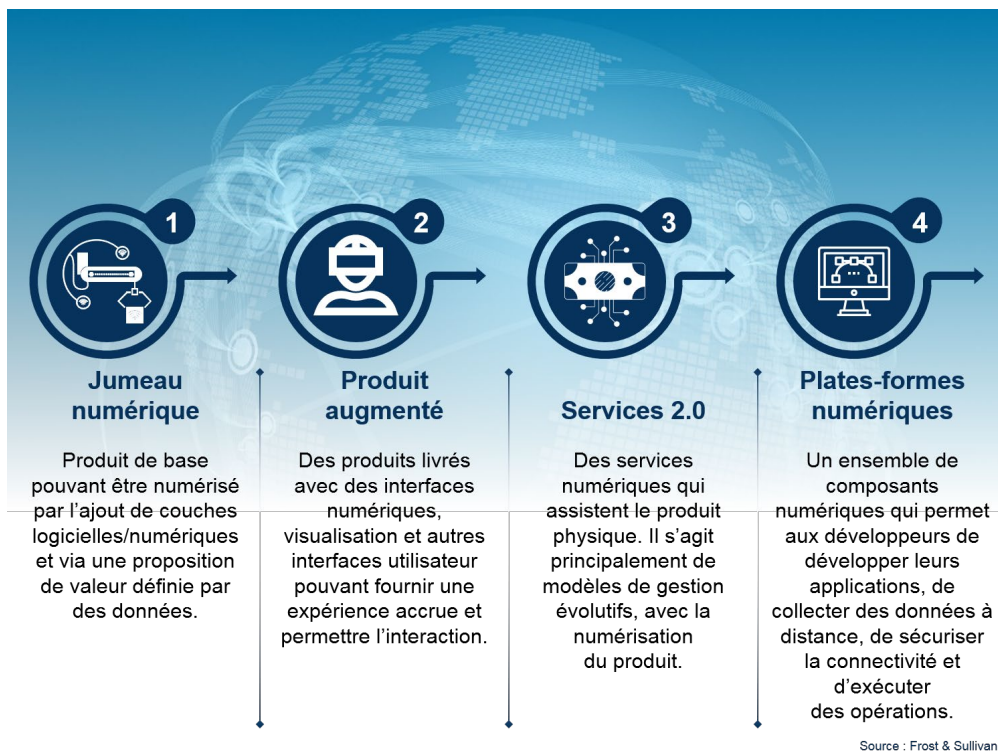 1
Jumeau
numérique
Produit de base
pouvant être numérisé
par l’ajout de couches
logicielles/numériques
et via une proposition
de valeur définie par
des données.
2
Produit
augmenté
Des produits livrés
avec des interfaces
numériques,
visualisation et autres
interfaces utilisateur
pouvant fournir une
expérience accrue et
permettre l’interaction.
3
Services 2.0
Des services
numériques qui
assistent le produit
physique. Il s’agit
principalement de
modèles de gestion
évolutifs, avec la
numérisation
du produit.
4
Plates-formes
numériques
Un ensemble de
composants
numériques qui permet
aux développeurs de
développer leurs
applications, de
collecter des données à
distance, de sécuriser
la connectivité et
d’exécuter
des opérations.
Source : Frost & Sullivan